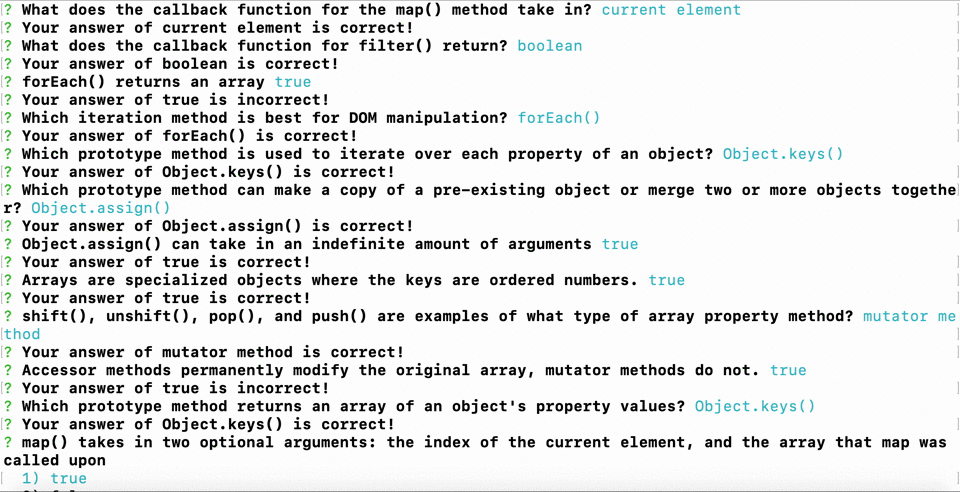 ? What does the callback function for the map() method take in? current element
? Your answer of current element is correct!
? What does the callback function for filter() return? boolean
? Your answer of boolean is correct!
? forEach() returns an array true
? Your answer of true is incorrect!
? Which iteration method is best for DOM manipulation? forEach()
? Your answer of forEach() is correct!
? Which prototype method is used to iterate over each property of an object? Object.keys()
? Your answer of Object.keys() is correct!
? Which prototype method can make a copy of a pre-existing object or merge two or more objects togethe
r? Object.assign()
? Your answer of Object.assign() is correct!
? Object.assign() can take in an indefinite amount of arguments true
? Your answer of true is correct!
? Arrays are specialized objects where the keys are ordered numbers. true
? Your answer of true is correct!
? shift(), unshift(), pop(), and push() are examples of what type of array property method? mutator me
thod
? Your answer of mutator method is correct!
? Accessor methods permanently modify the original array, mutator methods do not. true
? Your answer of true is incorrect!
? Which prototype method returns an array of an object's property values? Object.keys()
? Your answer of Object.keys() is correct!
? map() takes in two optional arguments: the index of the current element, and the array that map was
called upon
1) true